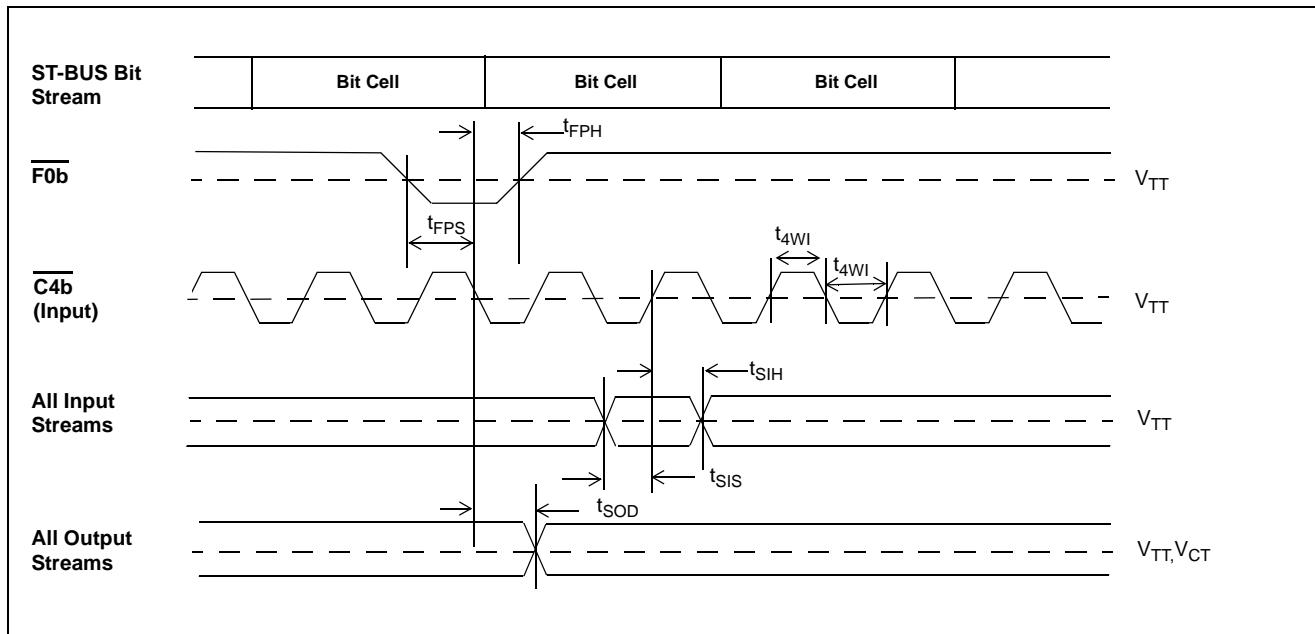 ST-BUS Bit
Stream
Bit Cell
Bit Cell
Bit Cell
tFPH
F0b
VTT
tFPS
t4WI
t4WI
C4b
(Input)
VTT
tSIH
All Input
Streams
VTT
tSIS
tSOD
All Output
Streams
VTT,VCT